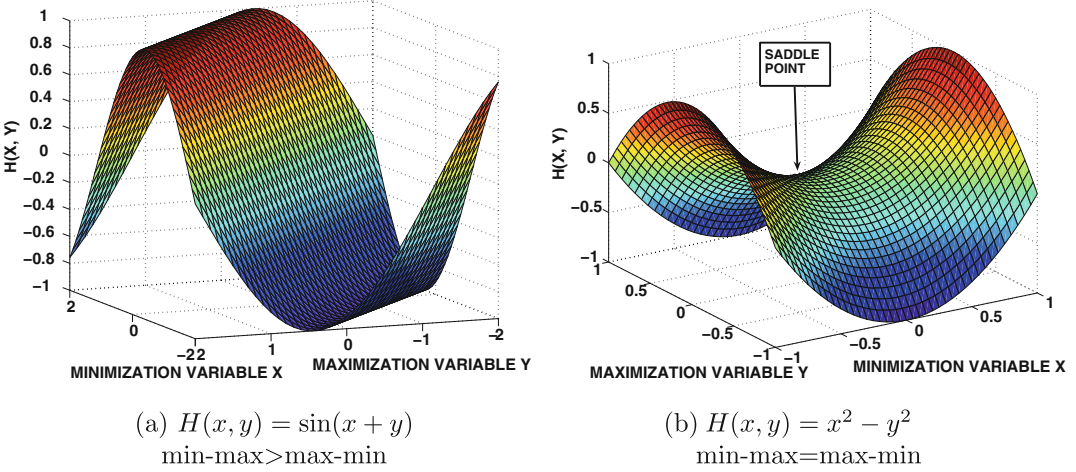 1
0.8
0.6
0.4
0.2
0
−0.2
−0.4
−0.6
−0.8
−1
H(X, Y)
2
0
−22
1
0
−1
−2
MINIMIZATION VARIABLE X
MAXIMIZATION VARIABLE Y
(a) H(x, y) = sin(x + y)
min-max>max-min
SADDLE
POINT
1
0.5
0
−0.5
−1
H(X, Y)
1
0.5
0
−0.5
−1
−1
−0.5
0
0.5
1
MAXIMIZATION VARIABLE Y
MINIMIZATION VARIABLE X
(b) H(x, y) = x² − y²
min-max=max-min